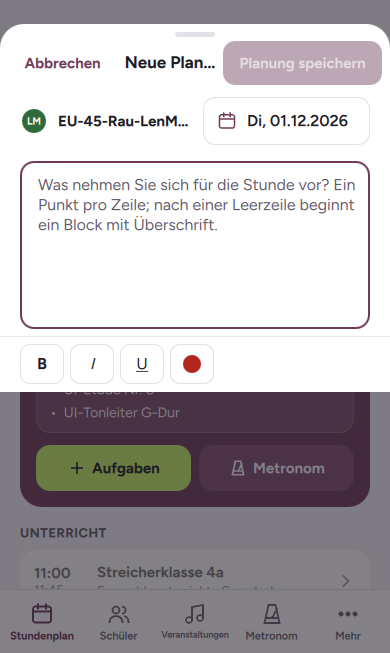 Abbrechen
Neue Plan...
Planung speichern
LM
EU-45-Rau-LenM...
Di, 01.12.2026
Was nehmen Sie sich für die Stunde vor? Ein
Punkt pro Zeile; nach einer Leerzeile beginnt
ein Block mit Überschrift.
B
I
U
• UI-Tonleiter G-Dur
Aufgaben
Metronom
UNTERRICHT
11:00
Streicherklasse 4a
Stundenplan
Schüler
Veranstaltungen
Metronom
Mehr